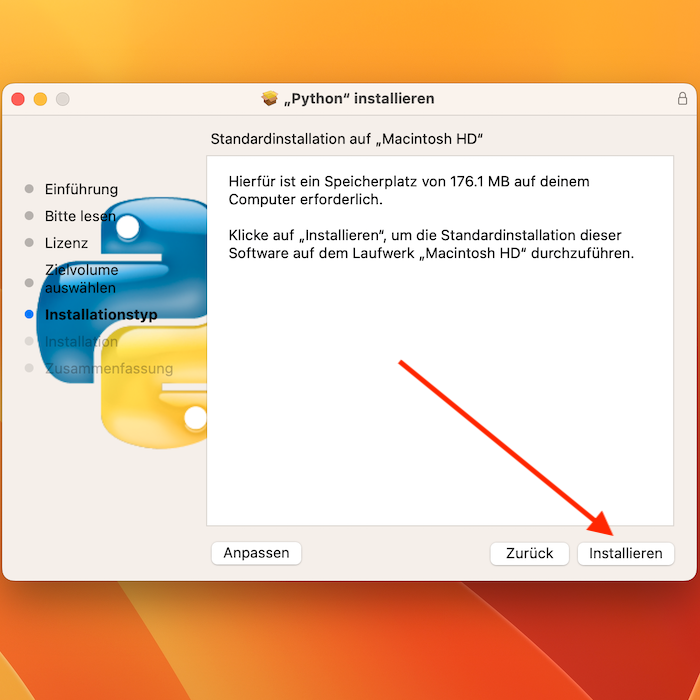 „Python“ installieren
Standardinstallation auf „Macintosh HD“
Einführung
Bitte lesen
Lizenz
Zielvolume
auswählen
Installationstyp
Installation
Zusammenfassung
Hierfür ist ein Speicherplatz von 176.1 MB auf deinem
Computer erforderlich.
Klicke auf „Installieren“, um die Standardinstallation dieser
Software auf dem Laufwerk „Macintosh HD“ durchzuführen.
Anpassen
Zurück
Installieren